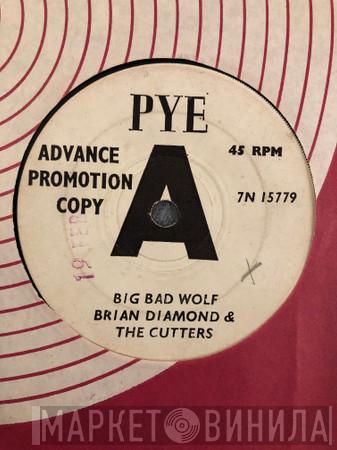 PYE
ADVANCE
PROMOTION
COPY
A
45 RPM
7N 15779
BIG BAD WOLF
BRIAN DIAMOND &
THE CUTTERS
МАРКЕТ ВИНИЛА